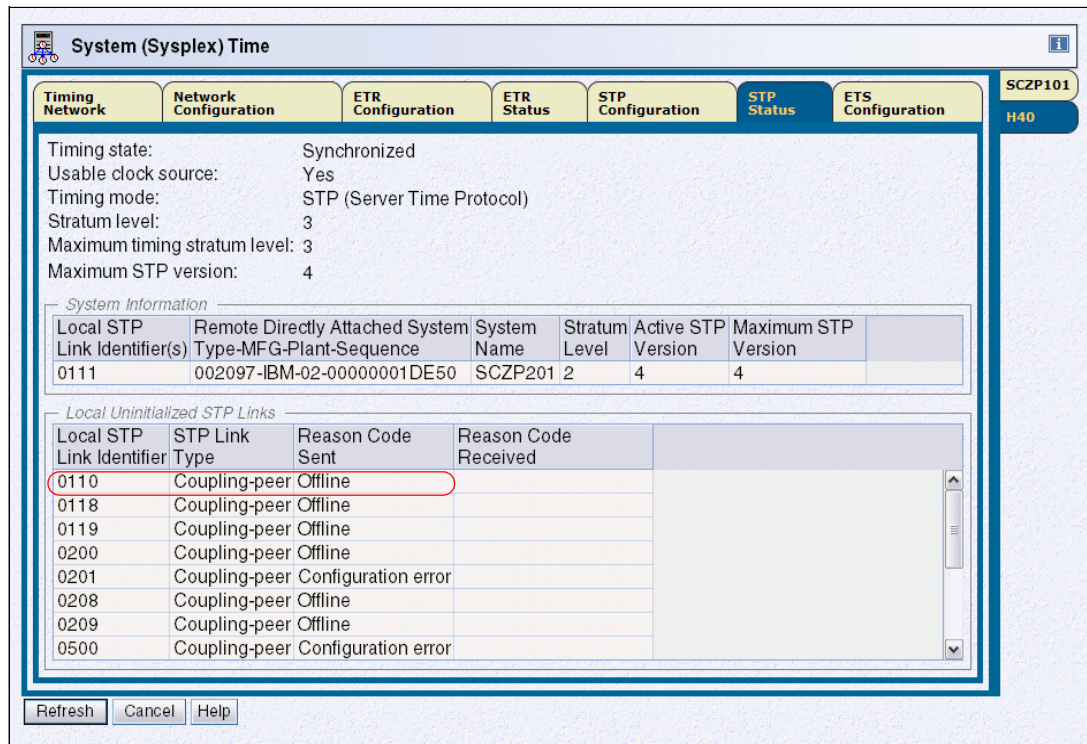 System (Sysplex) Time
i
Timing Network
Network Configuration
ETR Configuration
ETR Status
STP Configuration
STP Status
ETS Configuration
SCZP101
H40
Timing state: Synchronized
Usable clock source: Yes
Timing mode: STP (Server Time Protocol)
Stratum level: 3
Maximum timing stratum level: 3
Maximum STP version: 4
System Information
Local STP Remote Directly Attached System System Stratum Active STP Maximum STP
Link Identifier(s) Type-MFG-Plant-Sequence Name Level Version Version
0111 002097-IBM-02-00000001DE50 SCZP201 2 4 4
Local Uninitialized STP Links
Local STP STP Link Reason Code Reason Code
Link Identifier Type Sent Received
0110 Coupling-peer Offline
0118 Coupling-peer Offline
0119 Coupling-peer Offline
0200 Coupling-peer Offline
0201 Coupling-peer Configuration error
0208 Coupling-peer Offline
0209 Coupling-peer Offline
0500 Coupling-peer Configuration error
Refresh Cancel Help